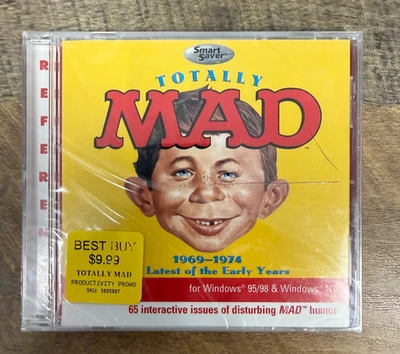 Smart
Saver™
TOTALLY
MAD
1969–1974
Latest of the Early Years
for Windows® 95/98 & Windows® NT
65 interactive issues of disturbing MAD™ humor
REFEREN
BEST BUY
$9.99
TOTALLY MAD
PRODUCTIVITY PROMO